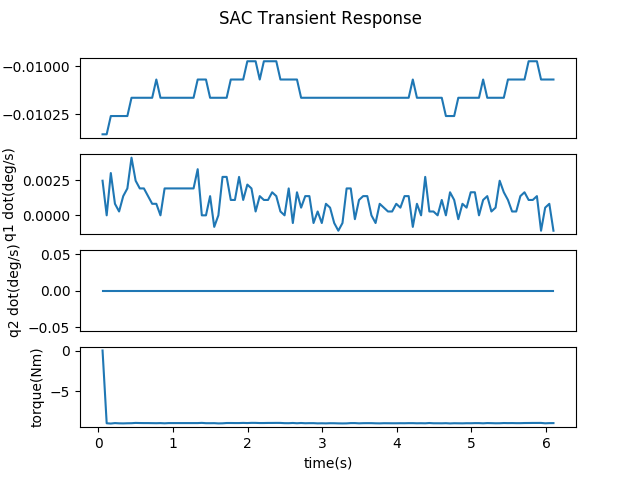 SAC Transient Response
−0.01000
−0.01025
q1 dot(deg/s)
0.0025
0.0000
q2 dot(deg/s)
0.05
0.00
−0.05
torque(Nm)
0
−5
0 1 2 3 4 5 6
time(s)